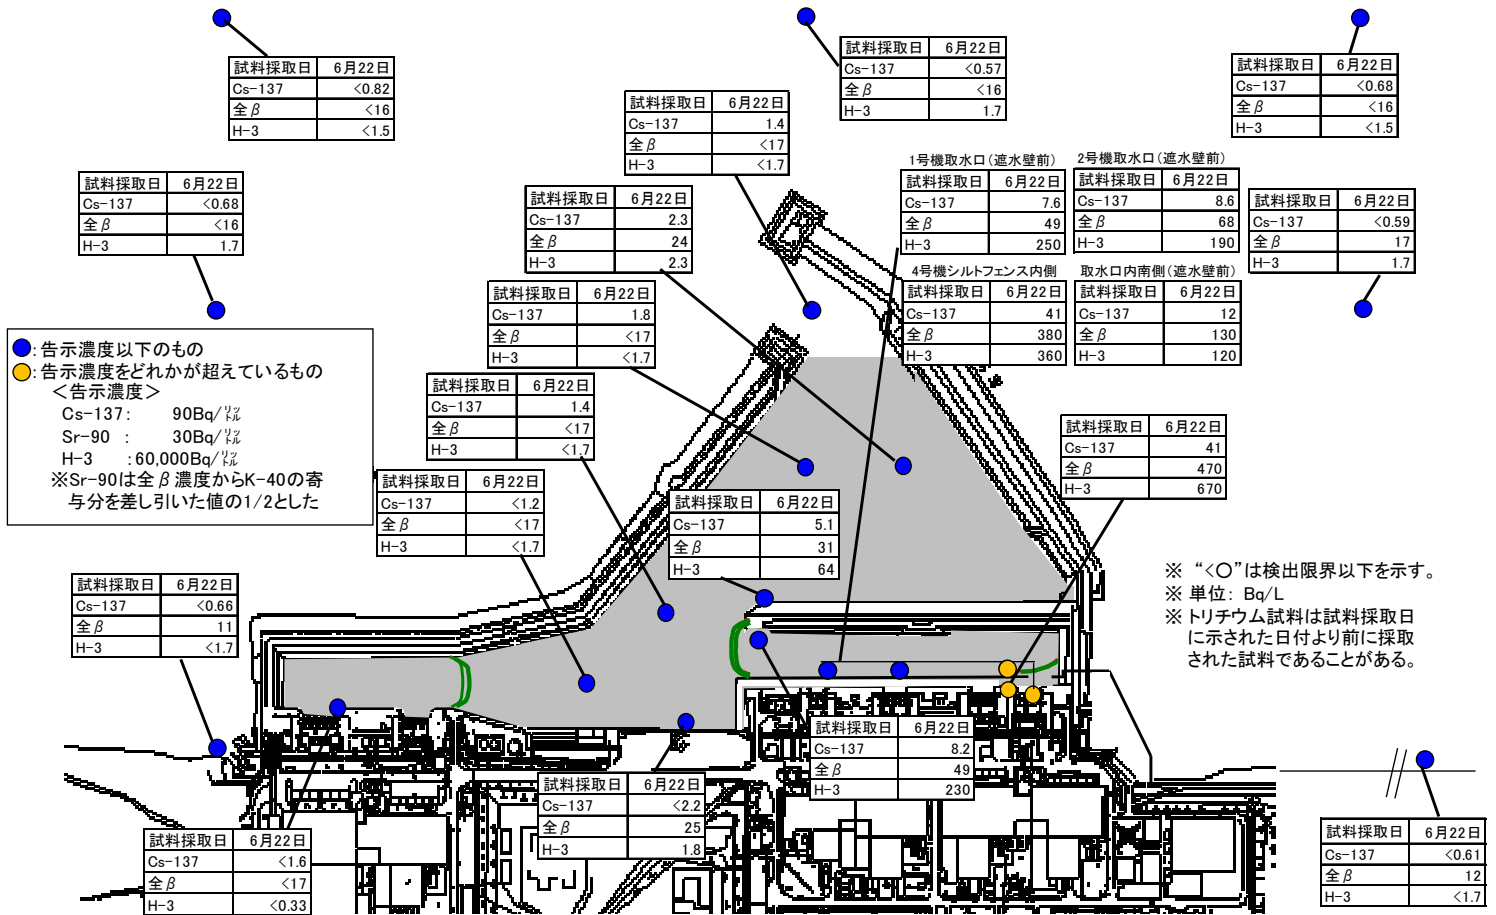 試料採取日 6月22日
Cs-137 <0.82
全β <16
H-3 <1.5
試料採取日 6月22日
Cs-137 <0.57
全β <16
H-3 1.7
試料採取日 6月22日
Cs-137 <0.68
全β <16
H-3 <1.5
試料採取日 6月22日
Cs-137 1.4
全β <17
H-3 <1.7
試料採取日 6月22日
Cs-137 <0.68
全β <16
H-3 1.7
試料採取日 6月22日
Cs-137 2.3
全β 24
H-3 2.3
1号機取水口(遮水壁前)
試料採取日 6月22日
Cs-137 7.6
全β 49
H-3 250
2号機取水口(遮水壁前)
試料採取日 6月22日
Cs-137 8.6
全β 68
H-3 190
試料採取日 6月22日
Cs-137 <0.59
全β 17
H-3 1.7
4号機シルトフェンス内側
試料採取日 6月22日
Cs-137 41
全β 380
H-3 360
取水口内南側(遮水壁前)
試料採取日 6月22日
Cs-137 12
全β 130
H-3 120
試料採取日 6月22日
Cs-137 1.8
全β <17
H-3 <1.7
:告示濃度以下のもの
:告示濃度をどれかが超えているもの
<告示濃度>
Cs-137: 90Bq/㍑
Sr-90 : 30Bq/㍑
H-3 :60,000Bq/㍑
※Sr-90は全β濃度からK-40の寄
与分を差し引いた値の1/2とした
試料採取日 6月22日
Cs-137 1.4
全β <17
H-3 <1.7
試料採取日 6月22日
Cs-137 41
全β 470
H-3 670
試料採取日 6月22日
Cs-137 <1.2
全β <17
H-3 <1.7
試料採取日 6月22日
Cs-137 5.1
全β 31
H-3 64
※ “<○”は検出限界以下を示す。
※ 単位: Bq/L
※ トリチウム試料は試料採取日
に示された日付より前に採取
された試料であることがある。
試料採取日 6月22日
Cs-137 <0.66
全β 11
H-3 <1.7
試料採取日 6月22日
Cs-137 8.2
全β 49
H-3 230
試料採取日 6月22日
Cs-137 <2.2
全β 25
H-3 1.8
試料採取日 6月22日
Cs-137 <1.6
全β <17
H-3 <0.33
試料採取日 6月22日
Cs-137 <0.61
全β 12
H-3 <1.7